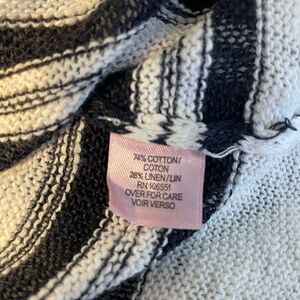 74% COTTON/
COTON
26% LINEN/LIN
RN 106551
OVER FOR CARE
VOIR VERSO